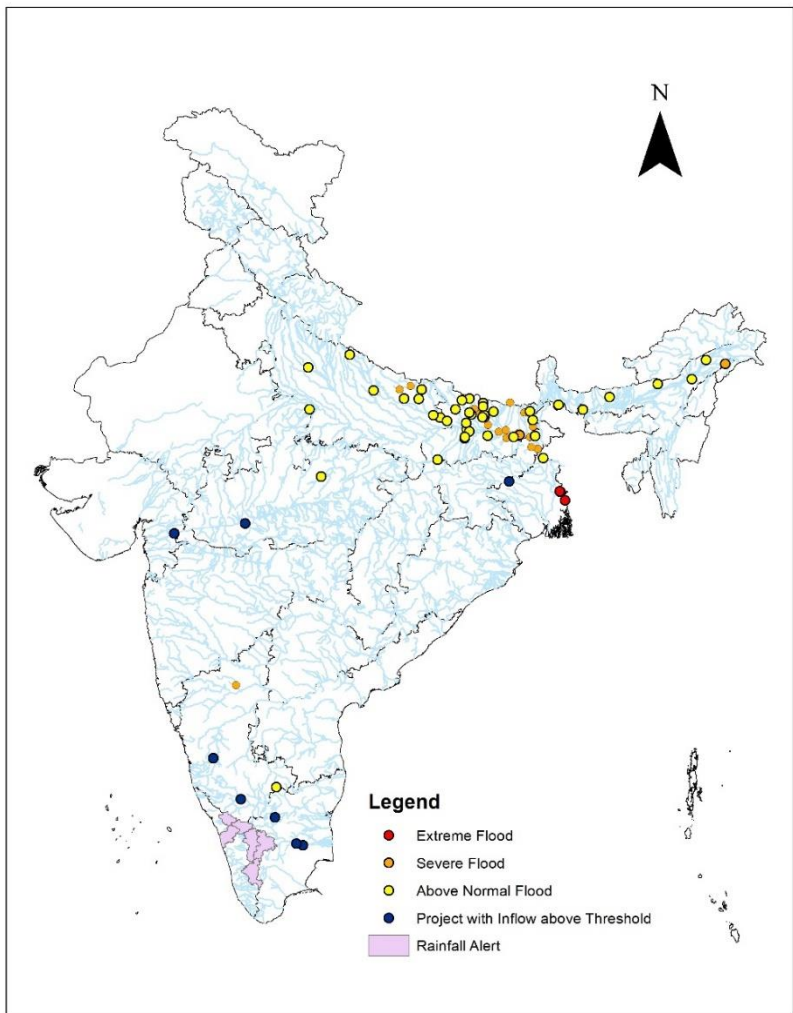 N
Legend
Extreme Flood
Severe Flood
Above Normal Flood
Project with Inflow above Threshold
Rainfall Alert